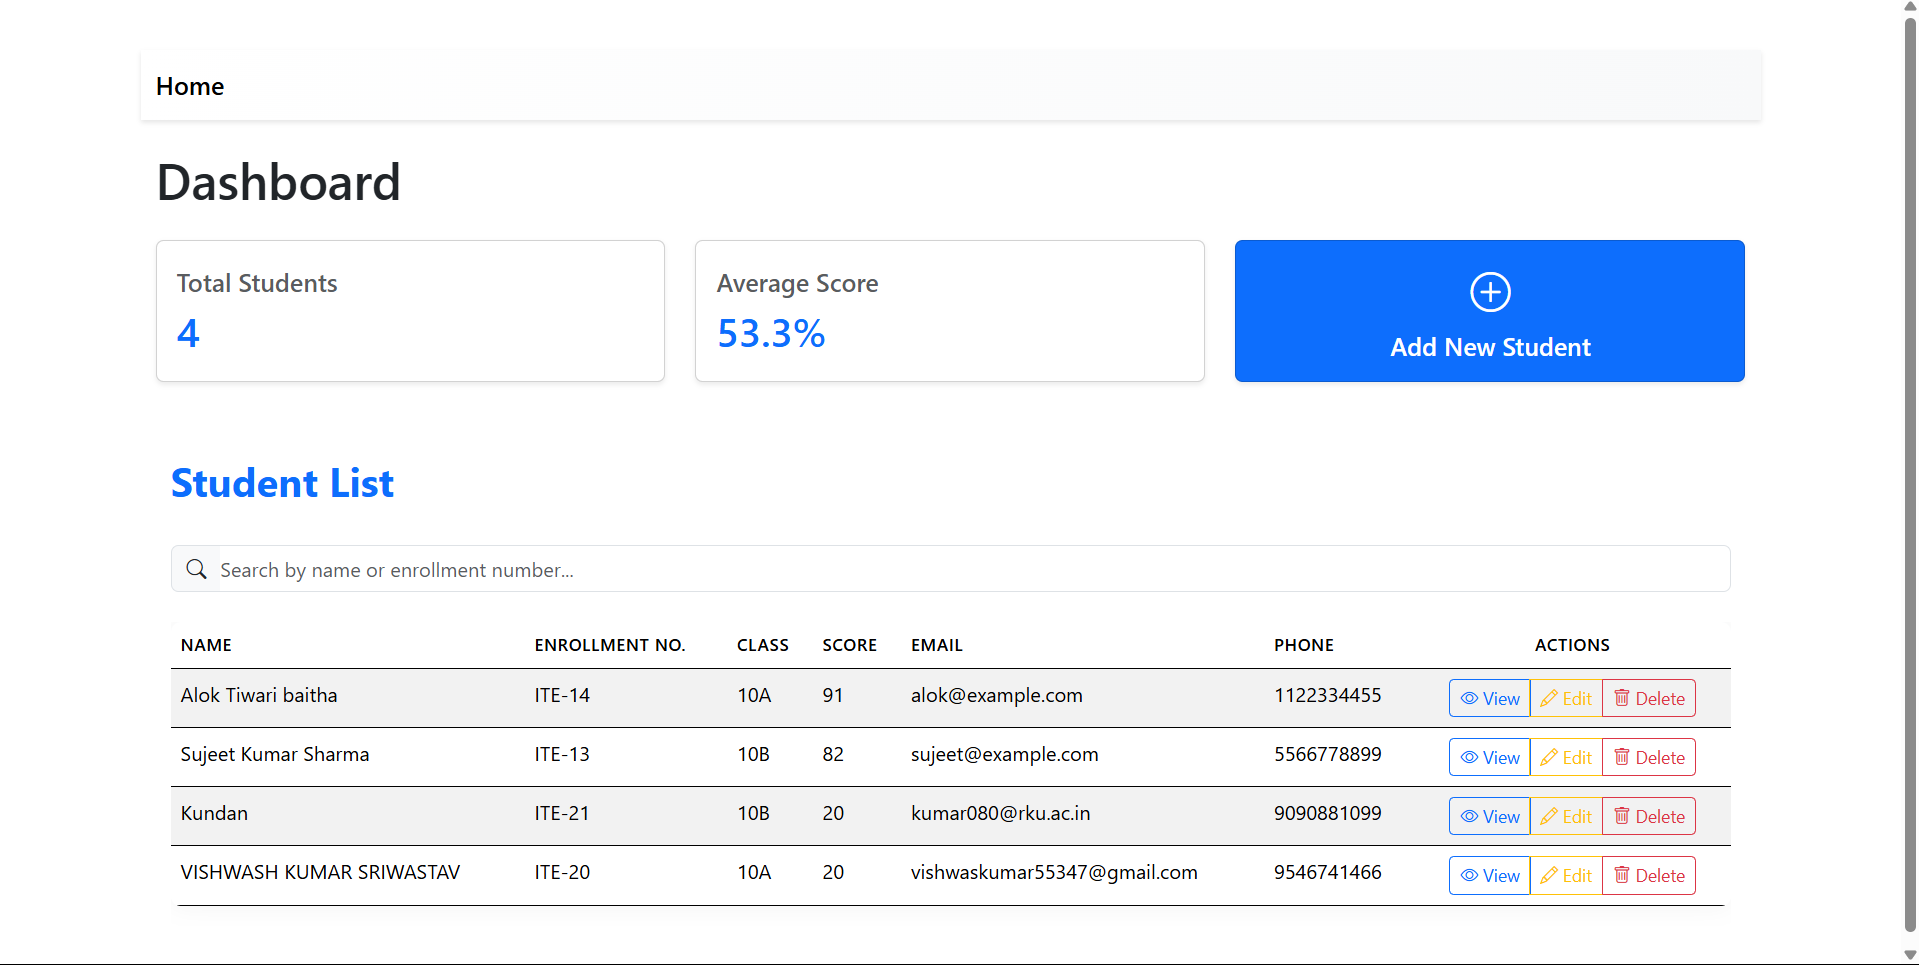 Home
Dashboard
Total Students
4
Average Score
53.3%
Add New Student
Student List
Search by name or enrollment number...
NAME ENROLLMENT NO. CLASS SCORE EMAIL PHONE ACTIONS
Alok Tiwari baitha ITE-14 10A 91 alok@example.com 1122334455 View Edit Delete
Sujeet Kumar Sharma ITE-13 10B 82 sujeet@example.com 5566778899 View Edit Delete
Kundan ITE-21 10B 20 kumar080@rku.ac.in 9090881099 View Edit Delete
VISHWASH KUMAR SRIWASTAV ITE-20 10A 20 vishwaskumar55347@gmail.com 9546741466 View Edit Delete